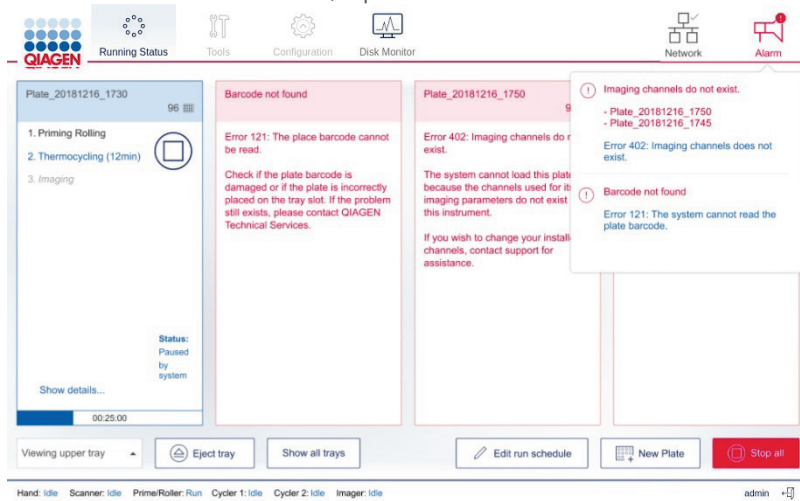 QIAGEN
Running Status
Tools
Configuration
Disk Monitor
Network
Alarm
Plate_20181216_1730
96
1. Priming Rolling
2. Thermocycling (12min)
3. Imaging
Status:
Paused
by
system
Show details...
00:25:00
Barcode not found
Error 121: The place barcode cannot
be read.
Check if the plate barcode is
damaged or if the plate is incorrectly
placed on the tray slot. If the problem
still exists, please contact QIAGEN
Technical Services.
Plate_20181216_1750
9
Error 402: Imaging channels do
exist.
The system cannot load this plate
because the channels used for its
imaging parameters do not exist
this instrument.
If you wish to change your
channels, contact support for
assistance.
Imaging channels do not exist.
- Plate_20181216_1750
- Plate_20181216_1745
Error 402: Imaging channels does not
exist.
Barcode not found
Error 121: The system cannot read the
plate barcode.
Viewing upper tray
Eject tray
Show all trays
Edit run schedule
New Plate
Stop all
Hand: Idle Scanner: Idle Prime/Roller: Run Cycler 1: Idle Cycler 2: Idle Imager: Idle
admin